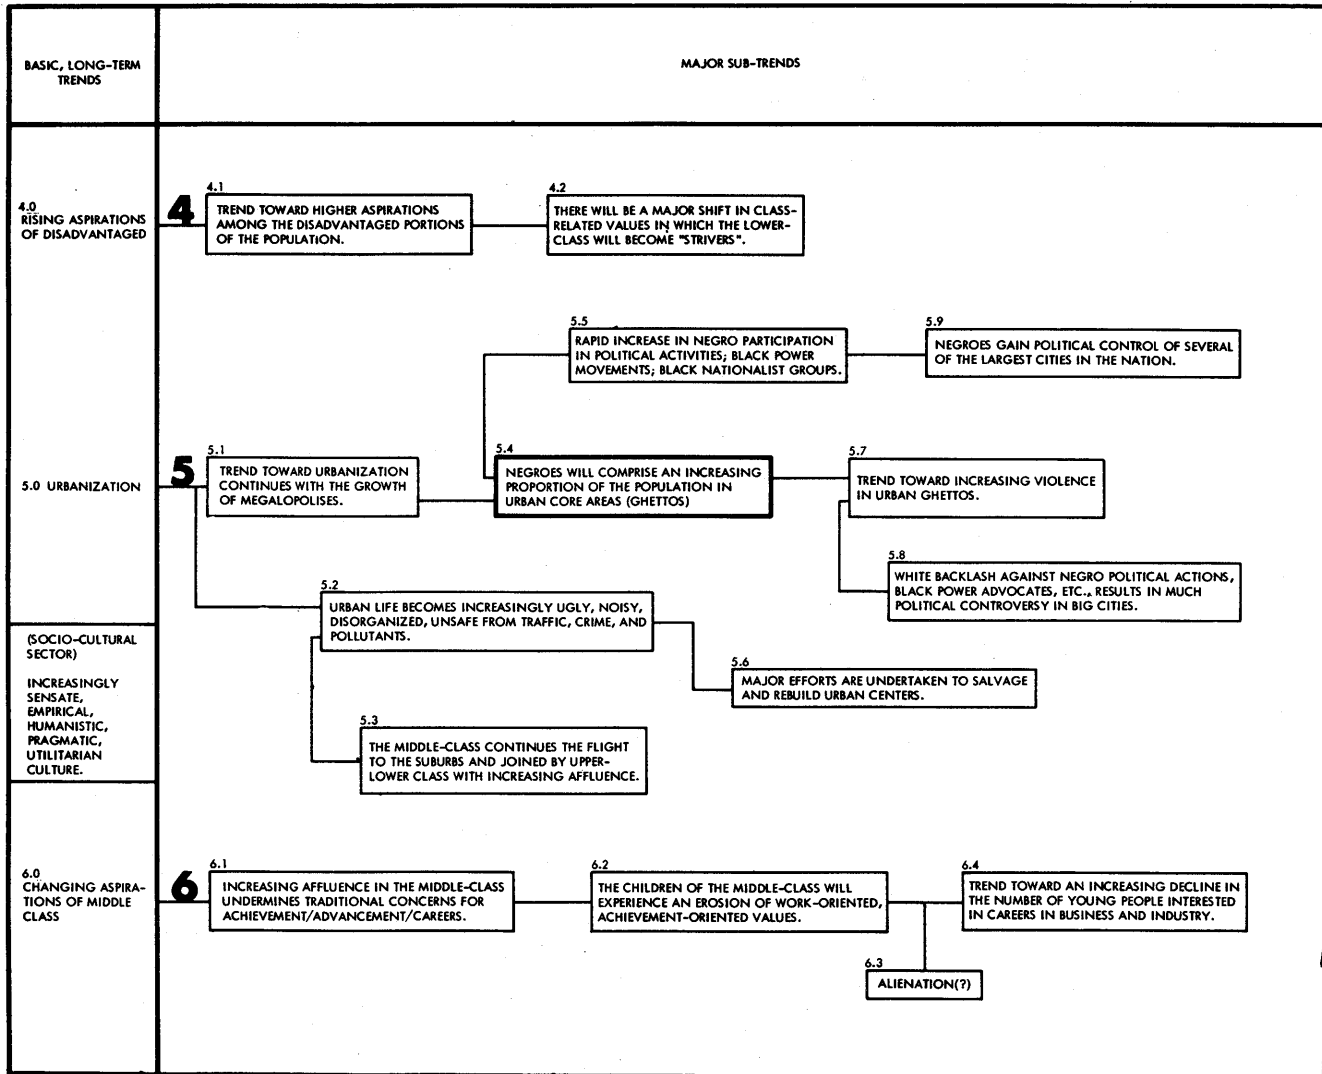 BASIC, LONG-TERM
TRENDS
MAJOR SUB-TRENDS
4.0
RISING ASPIRATIONS
OF DISADVANTAGED
4
4.1
TREND TOWARD HIGHER ASPIRATIONS
AMONG THE DISADVANTAGED PORTIONS
OF THE POPULATION.
4.2
THERE WILL BE A MAJOR SHIFT IN CLASS-
RELATED VALUES IN WHICH THE LOWER-
CLASS WILL BECOME "STRIVERS".
5.5
RAPID INCREASE IN NEGRO PARTICIPATION
IN POLITICAL ACTIVITIES; BLACK POWER
MOVEMENTS; BLACK NATIONALIST GROUPS.
5.9
NEGROES GAIN POLITICAL CONTROL OF SEVERAL
OF THE LARGEST CITIES IN THE NATION.
5.0 URBANIZATION
5
5.1
TREND TOWARD URBANIZATION
CONTINUES WITH THE GROWTH
OF MEGALOPOLISES.
5.4
NEGROES WILL COMPRISE AN INCREASING
PROPORTION OF THE POPULATION IN
URBAN CORE AREAS (GHETTOS)
5.7
TREND TOWARD INCREASING VIOLENCE
IN URBAN GHETTOS.
5.8
WHITE BACKLASH AGAINST NEGRO POLITICAL ACTIONS,
BLACK POWER ADVOCATES, ETC., RESULTS IN MUCH
POLITICAL CONTROVERSY IN BIG CITIES.
5.2
URBAN LIFE BECOMES INCREASINGLY UGLY, NOISY,
DISORGANIZED, UNSAFE FROM TRAFFIC, CRIME, AND
POLLUTANTS.
5.6
MAJOR EFFORTS ARE UNDERTAKEN TO SALVAGE
AND REBUILD URBAN CENTERS.
5.3
THE MIDDLE-CLASS CONTINUES THE FLIGHT
TO THE SUBURBS AND JOINED BY UPPER-
LOWER CLASS WITH INCREASING AFFLUENCE.
(SOCIO-CULTURAL
SECTOR)
INCREASINGLY
SENSATE,
EMPIRICAL,
HUMANISTIC,
PRAGMATIC,
UTILITARIAN
CULTURE.
6.0
CHANGING ASPIRA-
TIONS OF MIDDLE
CLASS
6
6.1
INCREASING AFFLUENCE IN THE MIDDLE-CLASS
UNDERMINES TRADITIONAL CONCERNS FOR
ACHIEVEMENT/ADVANCEMENT/CAREERS.
6.2
THE CHILDREN OF THE MIDDLE-CLASS WILL
EXPERIENCE AN EROSION OF WORK-ORIENTED,
ACHIEVEMENT-ORIENTED VALUES.
6.4
TREND TOWARD AN INCREASING DECLINE IN
THE NUMBER OF YOUNG PEOPLE INTERESTED
IN CAREERS IN BUSINESS AND INDUSTRY.
6.3
ALIENATION(?)